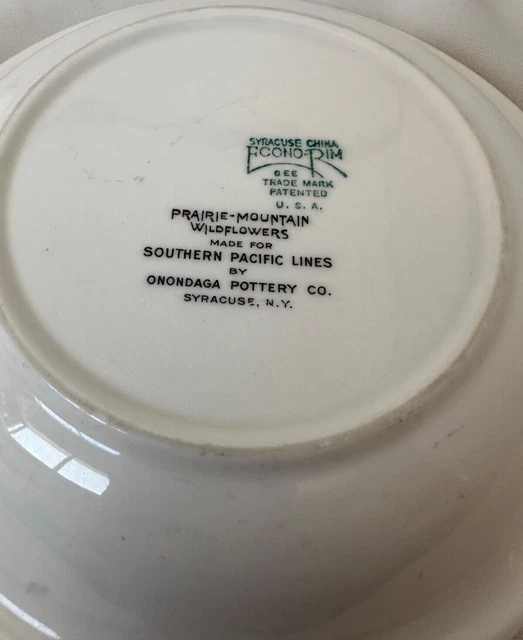 SYRACUSE CHINA
ECONO-RIM
OEE
TRADE MARK
PATENTED
U. S. A.
PRAIRIE-MOUNTAIN
WILDFLOWERS
MADE FOR
SOUTHERN PACIFIC LINES
BY
ONONDAGA POTTERY CO.
SYRACUSE, N.Y.